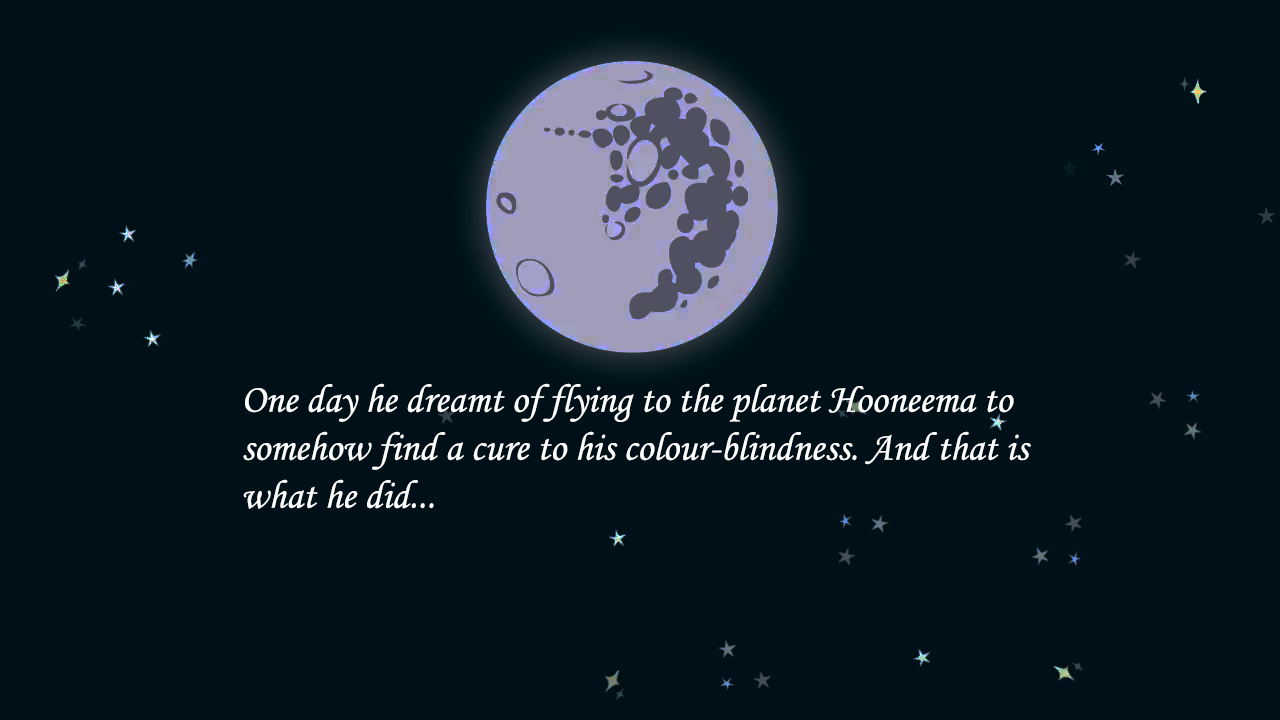 One day he dreamt of flying to the planet Hooneema to
somehow find a cure to his colour-blindness. And that is
what he did...